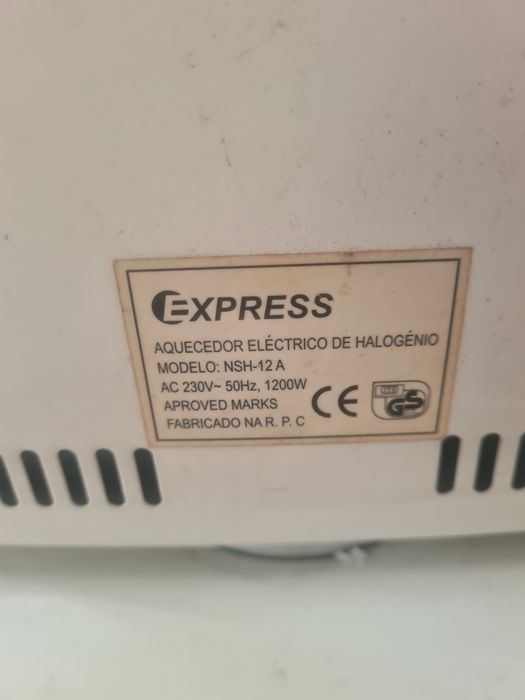 EXPRESS
AQUECEDOR ELÉCTRICO DE HALOGÉNIO
MODELO: NSH-12 A
AC 230V~ 50Hz, 1200W
APROVED MARKS
FABRICADO NA R. P. C
CE
GS